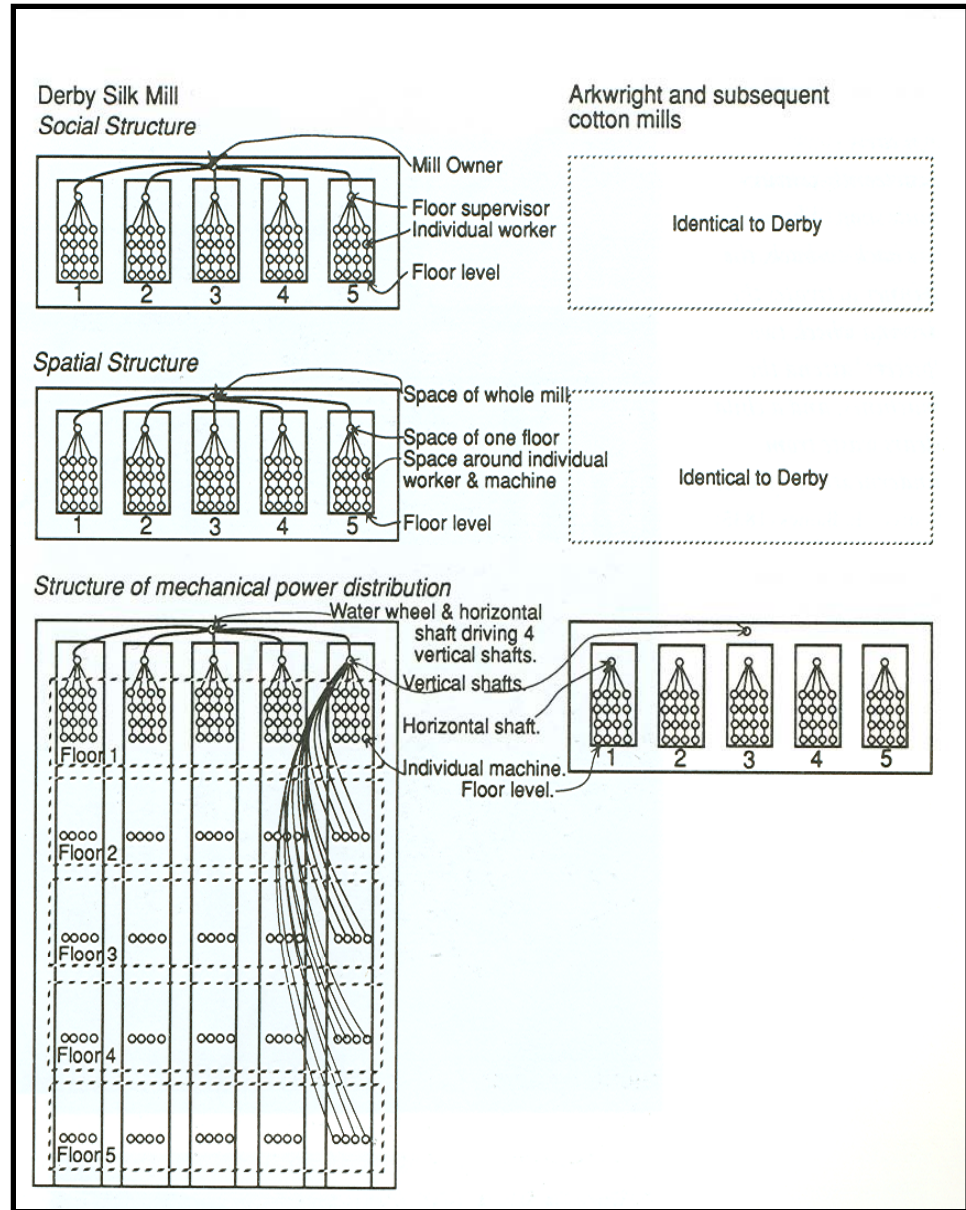 Derby Silk Mill
Social Structure
Arkwright and subsequent
cotton mills
Mill Owner
Floor supervisor
Individual worker
Floor level
1 2 3 4 5
Identical to Derby
Spatial Structure
Space of whole mill
Space of one floor
Space around individual
worker & machine
Floor level
1 2 3 4 5
Identical to Derby
Structure of mechanical power distribution
Water wheel & horizontal
shaft driving 4
vertical shafts.
Vertical shafts.
Horizontal shaft.
Individual machine.
Floor level.
Floor 1
Floor 2
Floor 3
Floor 4
Floor 5
1 2 3 4 5